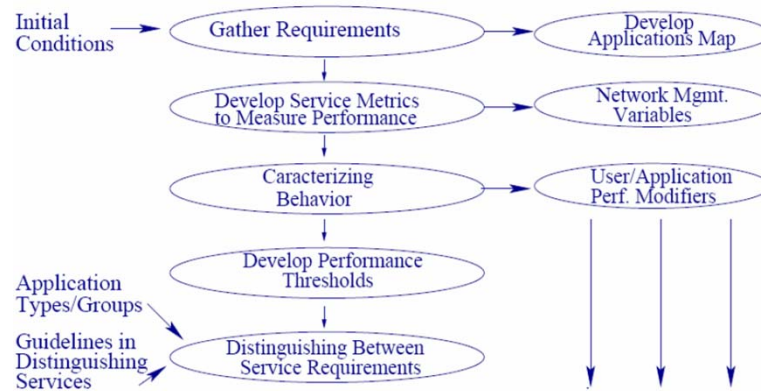 Initial
Conditions
Gather Requirements
Develop
Applications Map
Develop Service Metrics
to Measure Performance
Network Mgmt.
Variables
Caracterizing
Behavior
User/Application
Perf. Modifiers
Develop Performance
Thresholds
Application
Types/Groups
Guidelines in
Distinguishing
Services
Distinguishing Between
Service Requirements